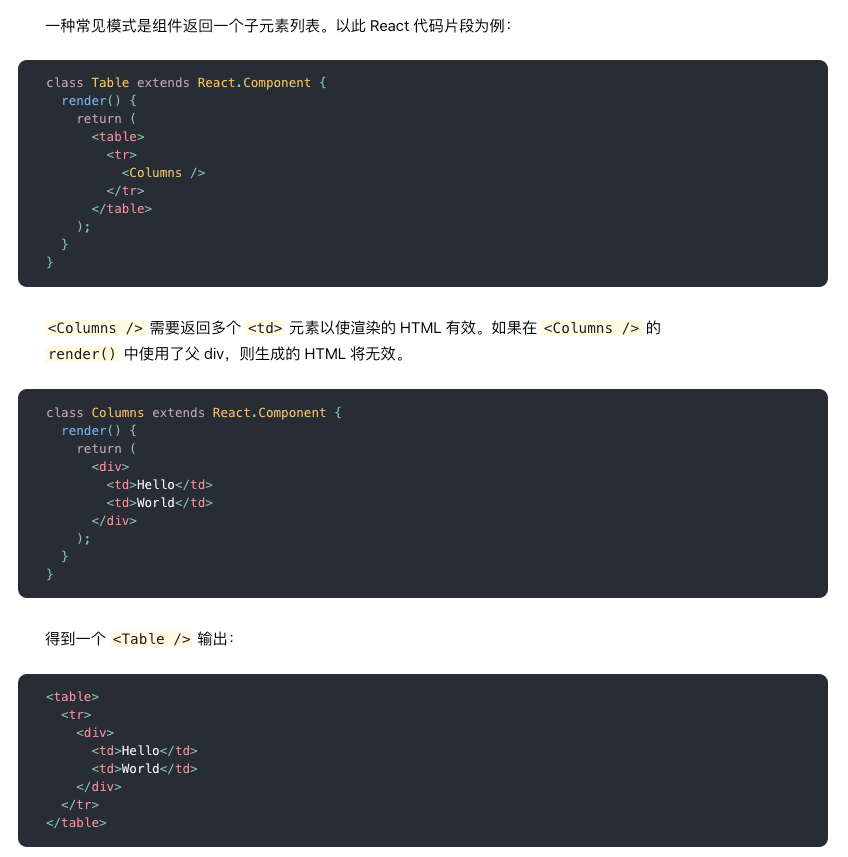 一种常见模式是组件返回一个子元素列表。以此 React 代码片段为例：
class Table extends React.Component {
  render() {
    return (
      <table>
        <tr>
          <Columns />
        </tr>
      </table>
    );
  }
}
<Columns /> 需要返回多个 <td> 元素以使渲染的 HTML 有效。如果在 <Columns /> 的
render() 中使用了父 div，则生成的 HTML 将无效。
class Columns extends React.Component {
  render() {
    return (
      <div>
        <td>Hello</td>
        <td>World</td>
      </div>
    );
  }
}
得到一个 <Table /> 输出：
<table>
  <tr>
    <div>
      <td>Hello</td>
      <td>World</td>
    </div>
  </tr>
</table>